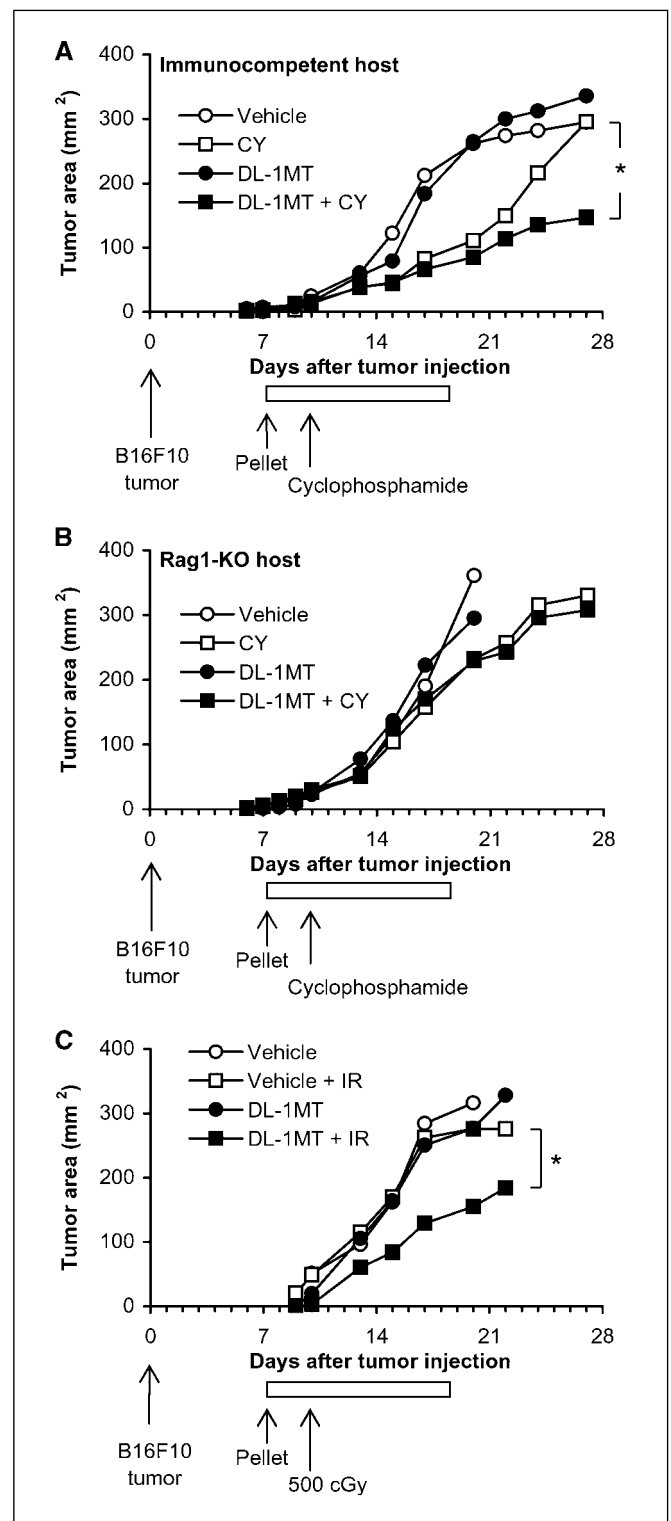 A
Immunocompetent host
Tumor area (mm 2)
400
300
200
100
0
Vehicle
CY
DL-1MT
DL-1MT + CY
*
0 7 14 21 28
Days after tumor injection
B16F10
tumor
Pellet
Cyclophosphamide
B
Rag1-KO host
Tumor area (mm 2)
400
300
200
100
0
Vehicle
CY
DL-1MT
DL-1MT + CY
0 7 14 21 28
Days after tumor injection
B16F10
tumor
Pellet
Cyclophosphamide
C
Tumor area (mm 2)
400
300
200
100
0
Vehicle
Vehicle + IR
DL-1MT
DL-1MT + IR
*
0 7 14 21 28
Days after tumor injection
B16F10
tumor
Pellet
500 cGy